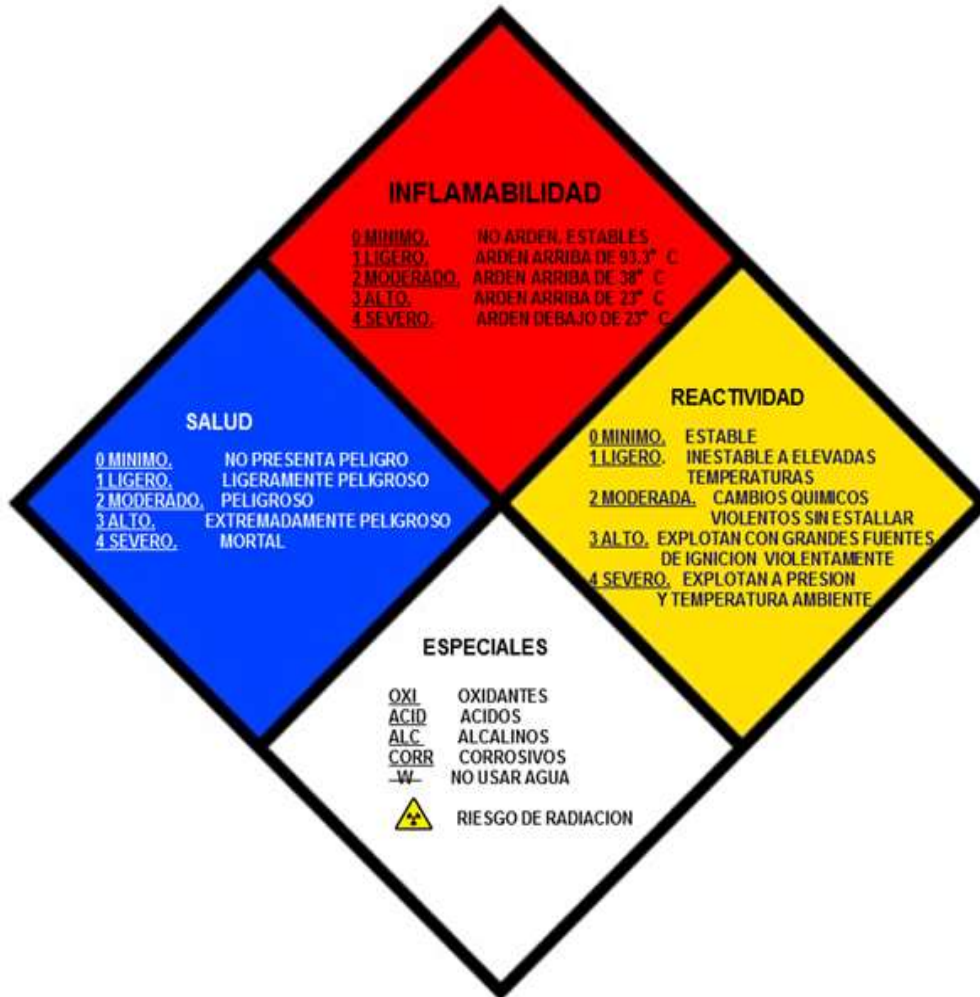 INFLAMABILIDAD
0 MINIMO. NO ARDEN, ESTABLES
1 LIGERO. ARDEN ARRIBA DE 93.3° C
2 MODERADO. ARDEN ARRIBA DE 38° C
3 ALTO. ARDEN ARRIBA DE 23° C
4 SEVERO. ARDEN DEBAJO DE 23° C
SALUD
0 MINIMO. NO PRESENTA PELIGRO
1 LIGERO. LIGERAMENTE PELIGROSO
2 MODERADO. PELIGROSO
3 ALTO. EXTREMADAMENTE PELIGROSO
4 SEVERO. MORTAL
REACTIVIDAD
0 MINIMO. ESTABLE
1 LIGERO. INESTABLE A ELEVADAS
TEMPERATURAS
2 MODERADA. CAMBIOS QUIMICOS
VIOLENTOS SIN ESTALLAR
3 ALTO. EXPLOTAN CON GRANDES FUENTES
DE IGNICION VIOLENTAMENTE
4 SEVERO. EXPLOTAN A PRESION
Y TEMPERATURA AMBIENTE
ESPECIALES
OXI OXIDANTES
ACID ACIDOS
ALC ALCALINOS
CORR CORROSIVOS
W NO USAR AGUA
RIESGO DE RADIACION